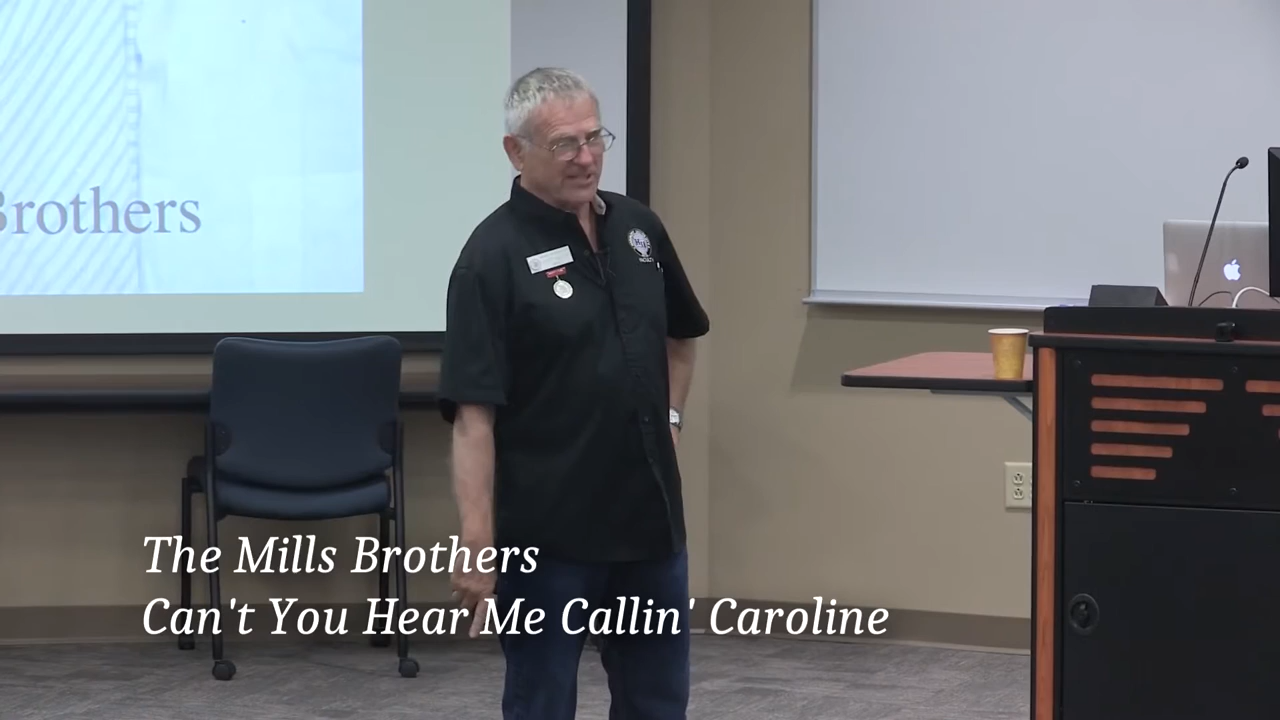 Brothers
The Mills Brothers
Can't You Hear Me Callin' Caroline